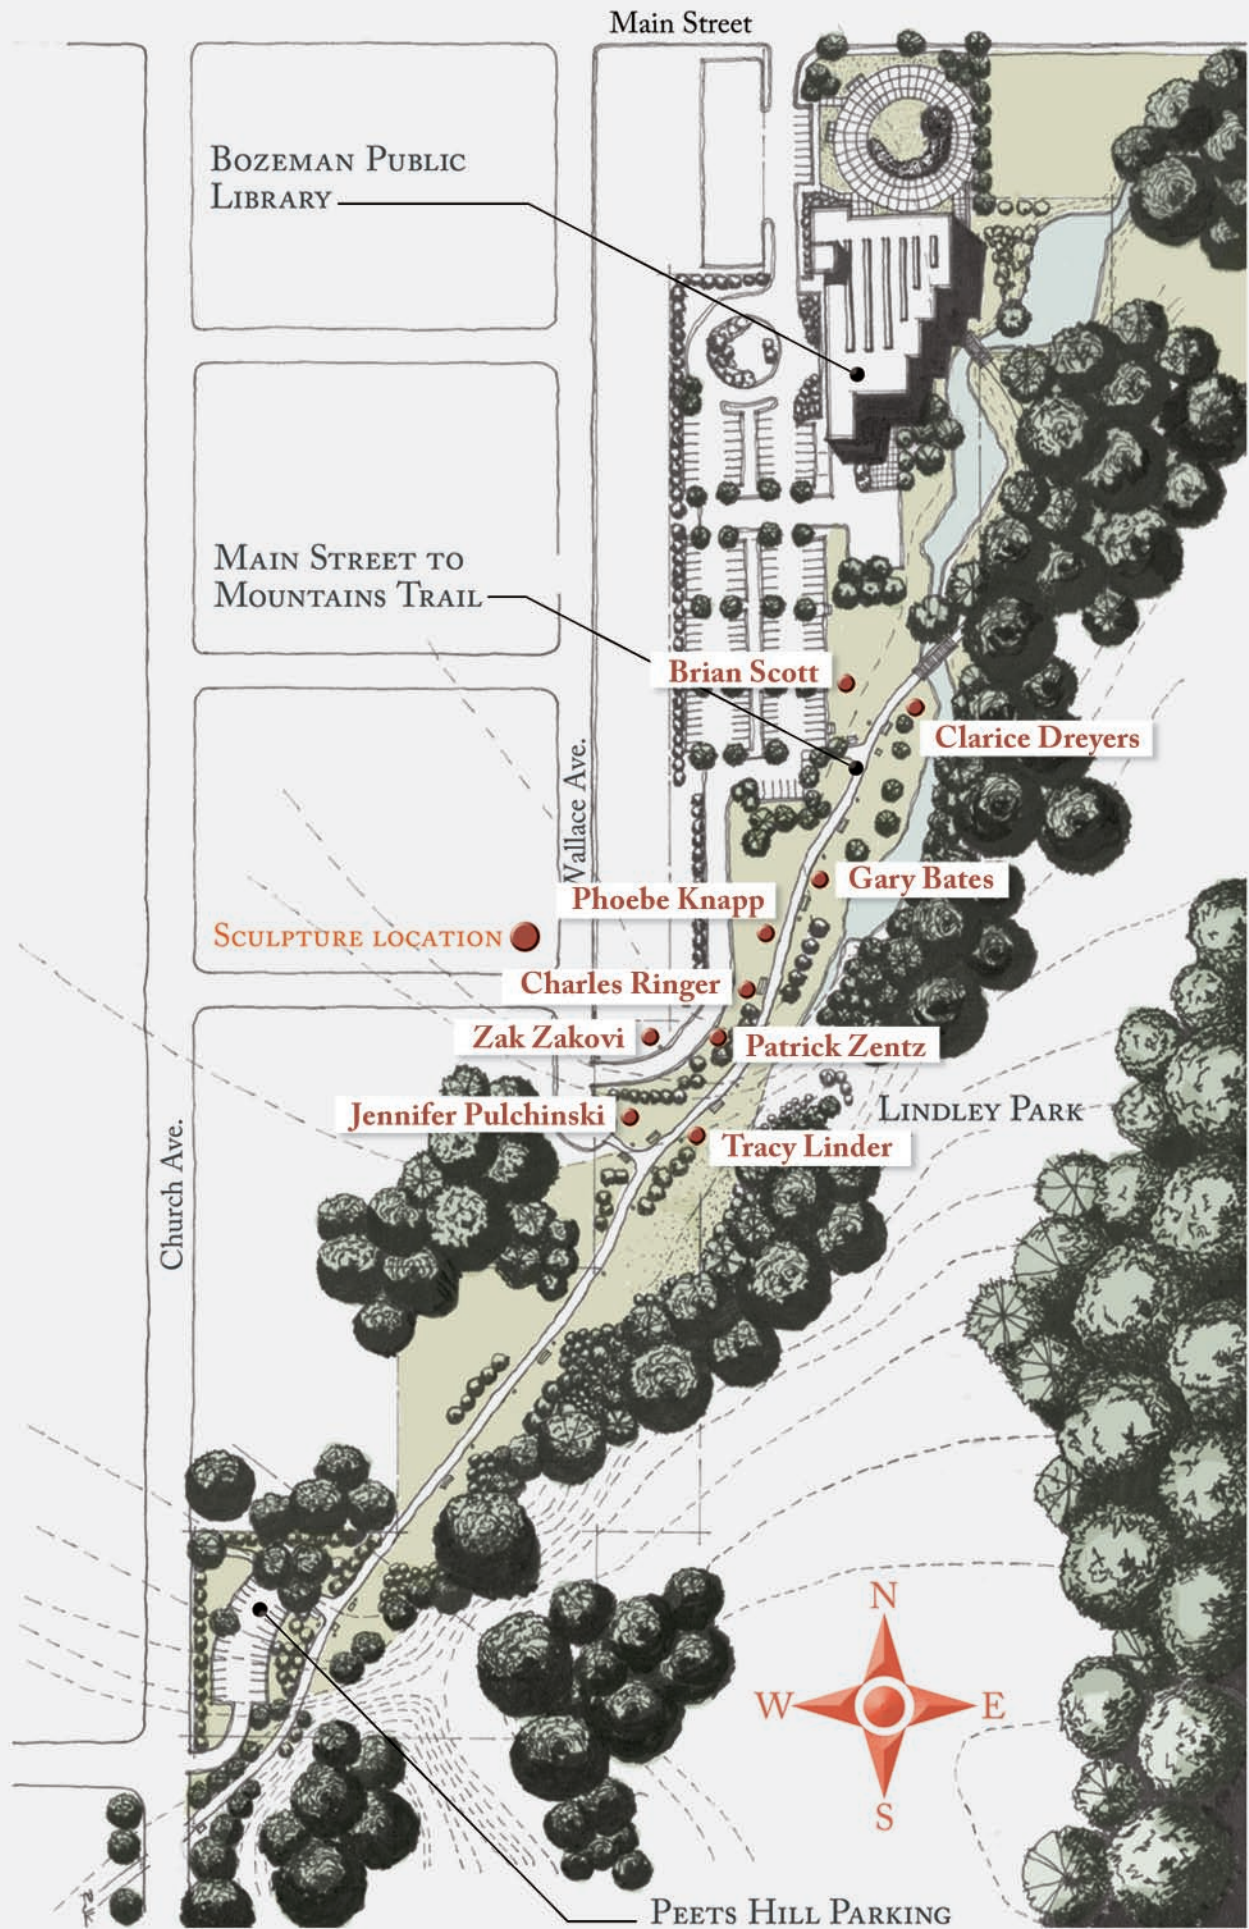 Main Street
BOZEMAN PUBLIC
LIBRARY
MAIN STREET TO
MOUNTAINS TRAIL
Brian Scott
Clarice Dreyers
Wallace Ave.
Gary Bates
Phoebe Knapp
SCULPTURE LOCATION
Charles Ringer
Zak Zakovi
Patrick Zentz
Jennifer Pulchinski
LINDLEY PARK
Tracy Linder
Church Ave.
N
W
E
S
PEETS HILL PARKING